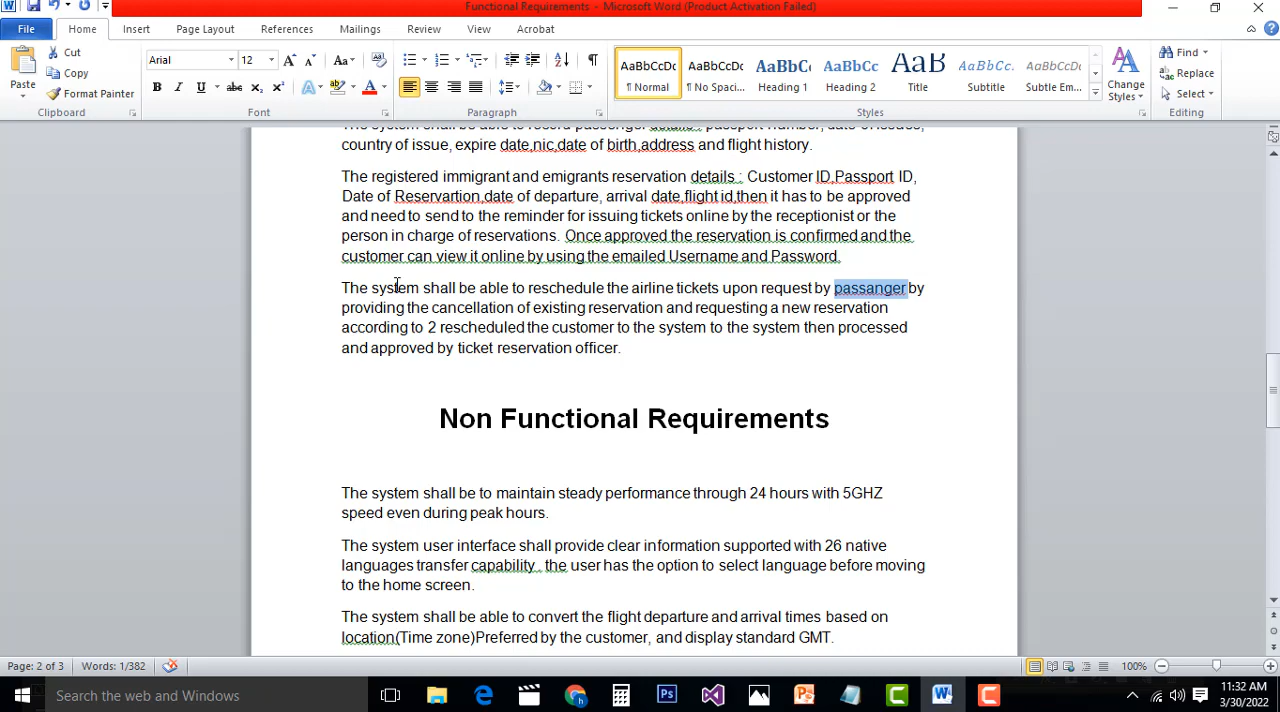 Functional Requirements - Microsoft Word (Product Activation Failed)
File Home Insert Page Layout References Mailings Review View Acrobat
Paste
Cut
Copy
Format Painter
Clipboard
Arial 12
Font
Paragraph
AaBbCcDc AaBbCcDc AaBbCc AaBbCc AaB AaBbCc. AaBbCcDc
¶ Normal ¶ No Spaci... Heading 1 Heading 2 Title Subtitle Subtle Em...
Change Styles
Styles
Find
Replace
Select
Editing
The system shall be able to record passenger details : passport number, date of issues,
country of issue, expire date,nic,date of birth,address and flight history.
The registered immigrant and emigrants reservation details : Customer ID,Passport ID,
Date of Reservartion,date of departure, arrival date,flight id,then it has to be approved
and need to send to the reminder for issuing tickets online by the receptionist or the
person in charge of reservations. Once approved the reservation is confirmed and the
customer can view it online by using the emailed Username and Password.
The system shall be able to reschedule the airline tickets upon request by passanger by
providing the cancellation of existing reservation and requesting a new reservation
according to 2 rescheduled the customer to the system to the system then processed
and approved by ticket reservation officer.
Non Functional Requirements
The system shall be to maintain steady performance through 24 hours with 5GHZ
speed even during peak hours.
The system user interface shall provide clear information supported with 26 native
languages transfer capability . the user has the option to select language before moving
to the home screen.
The system shall be able to convert the flight departure and arrival times based on
location(Time zone)Preferred by the customer, and display standard GMT.
Page: 2 of 3 Words: 1/382 100%
Search the web and Windows
11:32 AM
3/30/2022